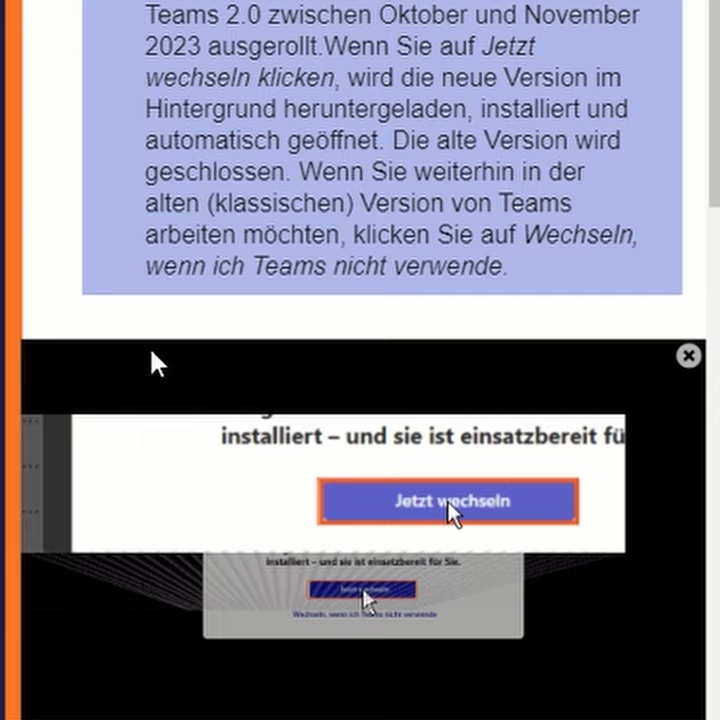 Teams 2.0 zwischen Oktober und November
2023 ausgerollt.Wenn Sie auf Jetzt
wechseln klicken, wird die neue Version im
Hintergrund heruntergeladen, installiert und
automatisch geöffnet. Die alte Version wird
geschlossen. Wenn Sie weiterhin in der
alten (klassischen) Version von Teams
arbeiten möchten, klicken Sie auf Wechseln,
wenn ich Teams nicht verwende.
installiert – und sie ist einsatzbereit fü
Jetzt wechseln
installiert – und sie ist einsatzbereit für Sie.
Jetzt wechseln
Wechseln, wenn ich Teams nicht verwende